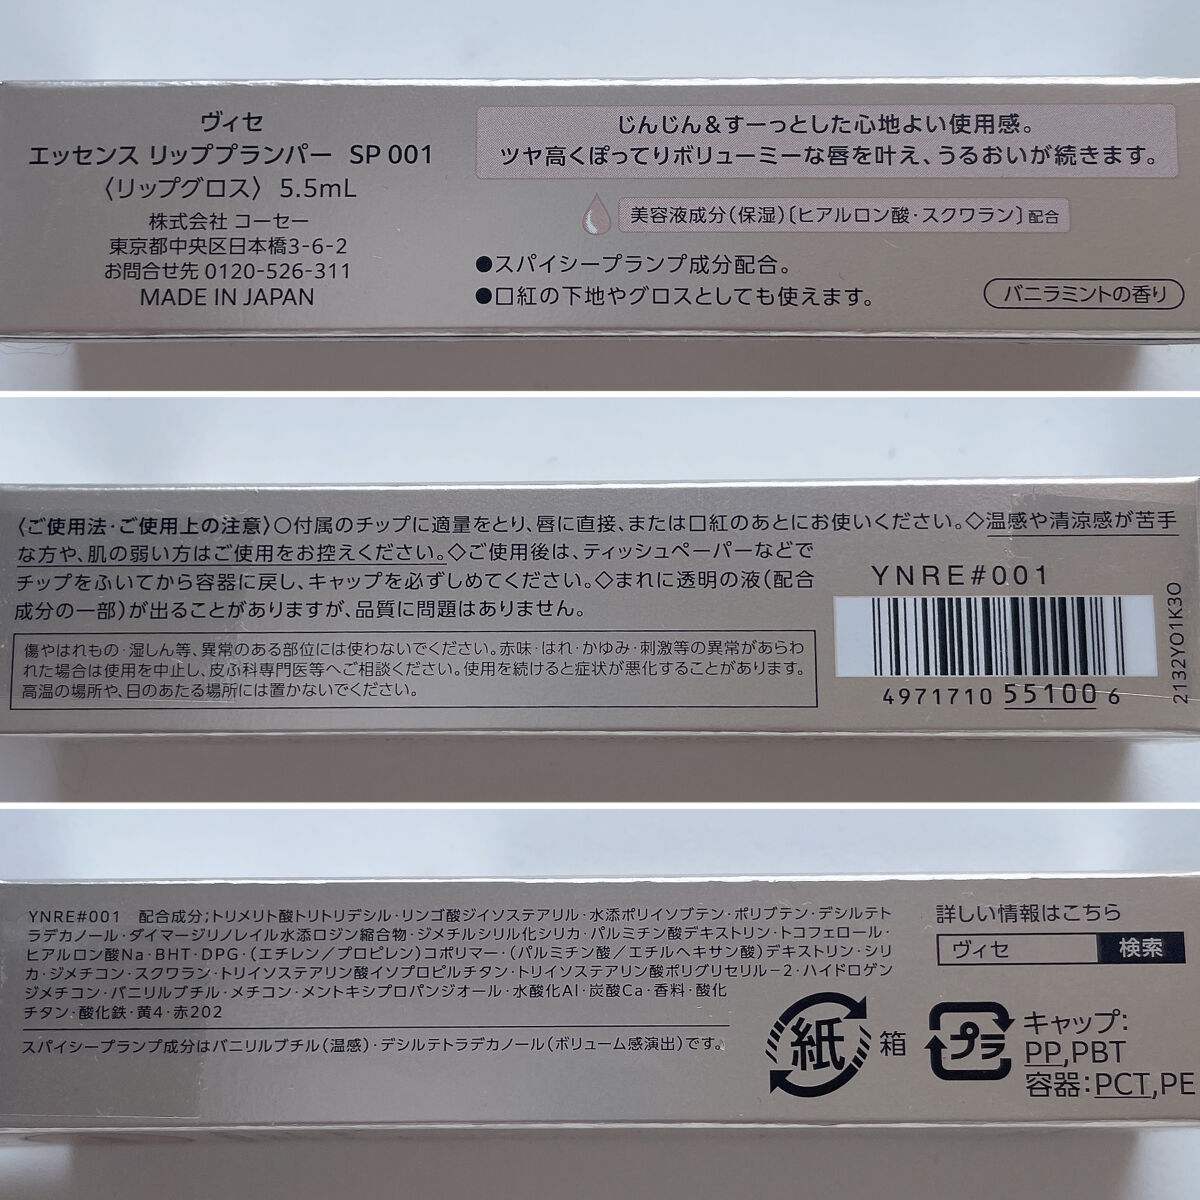 ヴィセ
エッセンス リッププランパー SP 001
〈リップグロス〉 5.5mL
株式会社 コーセー
東京都中央区日本橋3-6-2
お問合せ先 0120-526-311
MADE IN JAPAN
じんじん&すーっとした心地よい使用感。
ツヤ高くぽってりボリューミーな唇を叶え、うるおいが続きます。
美容液成分(保湿)〔ヒアルロン酸・スクワラン〕配合
●スパイシープランプ成分配合。
●口紅の下地やグロスとしても使えます。
バニラミントの香り
〈ご使用法・ご使用上の注意〉○付属のチップに適量をとり、唇に直接、または口紅のあとにお使いください。◇温感や清涼感が苦手
な方や、肌の弱い方はご使用をお控えください。◇ご使用後は、ティッシュペーパーなどで
チップをふいてから容器に戻し、キャップを必ずしめてください。◇まれに透明の液(配合
成分の一部)が出ることがありますが、品質に問題はありません。
傷やはれもの・湿しん等、異常のある部位には使わないでください。赤味・はれ・かゆみ・刺激等の異常があらわ
れた場合は使用を中止し、皮ふ科専門医等へご相談ください。使用を続けると症状が悪化することがあります。
高温の場所や、日のあたる場所には置かないでください。
YNRE#001
4971710 55100 6
2132YO1K3O
YNRE#001 配合成分;トリメリト酸トリトリデシル・リンゴ酸ジイソステアリル・水添ポリイソブテン・ポリブテン・デシルテト
ラデカノール・ダイマージリノレイル水添ロジン縮合物・ジメチルシリル化シリカ・パルミチン酸デキストリン・トコフェロール・
ヒアルロン酸Na・BHT・DPG・(エチレン/プロピレン)コポリマー・(パルミチン酸/エチルヘキサン酸)デキストリン・シリ
カ・ジメチコン・スクワラン・トリイソステアリン酸イソプロピルチタン・トリイソステアリン酸ポリグリセリル-2・ハイドロゲン
ジメチコン・バニリルブチル・メチコン・メントキシプロパンジオール・水酸化Al・炭酸Ca・香料・酸化
チタン・酸化鉄・黄4・赤202
スパイシープランプ成分はバニリルブチル(温感)・デシルテトラデカノール(ボリューム感演出)です。
詳しい情報はこちら
ヴィセ 検索
紙 箱
プラ
キャップ:
PP,PBT
容器:PCT,PE